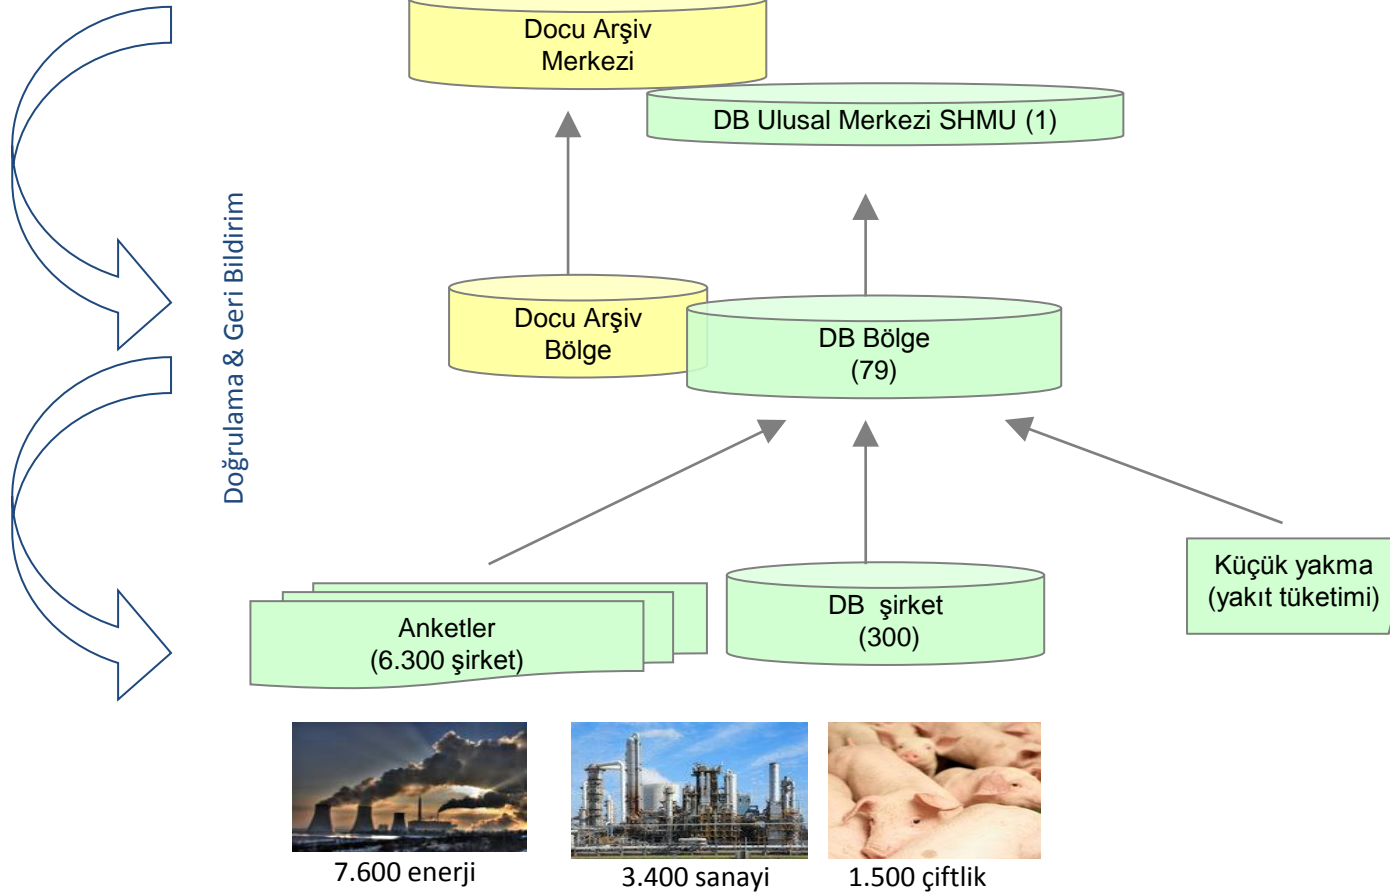 Docu Arşiv
Merkezi
DB Ulusal Merkezi SHMU (1)
Doğrulama & Geri Bildirim
Docu Arşiv
Bölge
DB Bölge
(79)
Küçük yakma
(yakıt tüketimi)
DB şirket
(300)
Anketler
(6.300 şirket)
7.600 enerji
3.400 sanayi
1.500 çiftlik